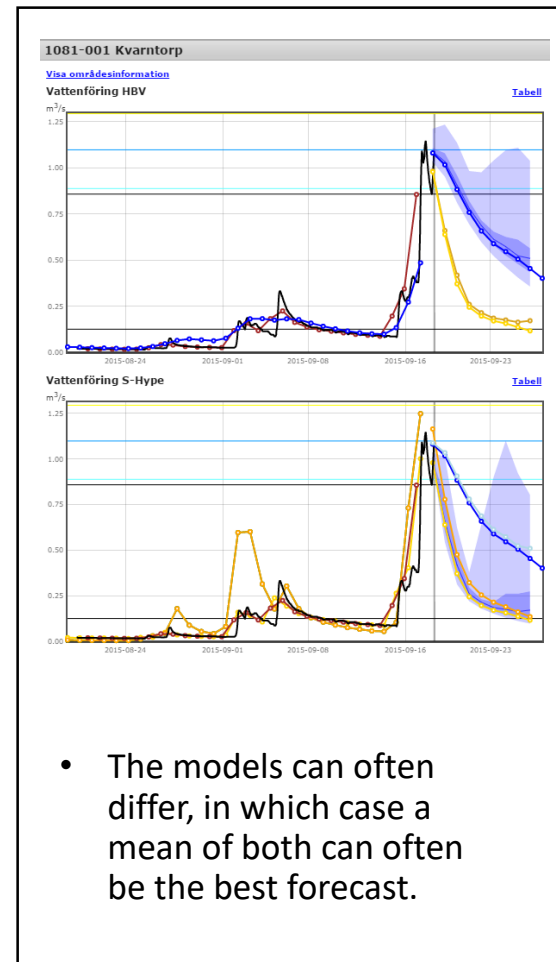 1081-001 Kvarntorp
Visa områdesinformation
Vattenföring HBV Tabell
m³/s
1.25
1.00
0.75
0.50
0.25
0.00
2015-08-24 2015-09-01 2015-09-08 2015-09-16 2015-09-23
Vattenföring S-Hype Tabell
m³/s
1.25
1.00
0.75
0.50
0.25
0.00
2015-08-24 2015-09-01 2015-09-08 2015-09-16 2015-09-23
• The models can often
differ, in which case a
mean of both can often
be the best forecast.